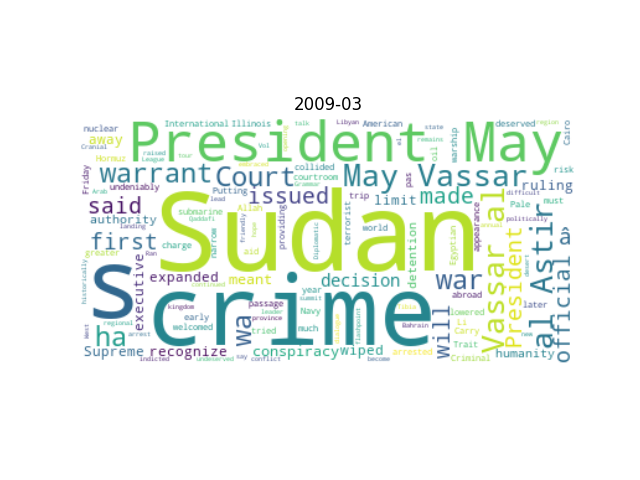 2009-03
nuclear
International Illinois
talk
Libyan American
state
deserved region
Cairo
President May
Cranial
away
raised
League
tour
Vol
remains
el
oil
warship
Hormuz
Friday
Arab
warrant Court May Vassar ruling
risk
collided
courtroom
Grammar
pas
undeniably
Putting
trip
issued
limit
made
difficult
said
lead
submarine
Allah
friendly
hope
providing
terrorist
world
Pale must
politically
authority
landing
first
charge
narrow
aid
Diplomatic
detention
Egyptian
appearance
Vassar al
President
al Astir
official a»
Sudan
greater
Ran
meant
historically
S
executive
expanded
continued
decision
war
abroad
later
desert
crime
kingdom
passage
leader
province
year
summit
Navy
flashpoint
Bahrain
lowered
Li
Carry
Trait
early
welcomed
wa
tried
much
will
ha
regional
West
Supreme
arrest
recognize
indicted
undeserved
say
conspiracy
conflict
wiped
arrested
become
Criminal
humanity